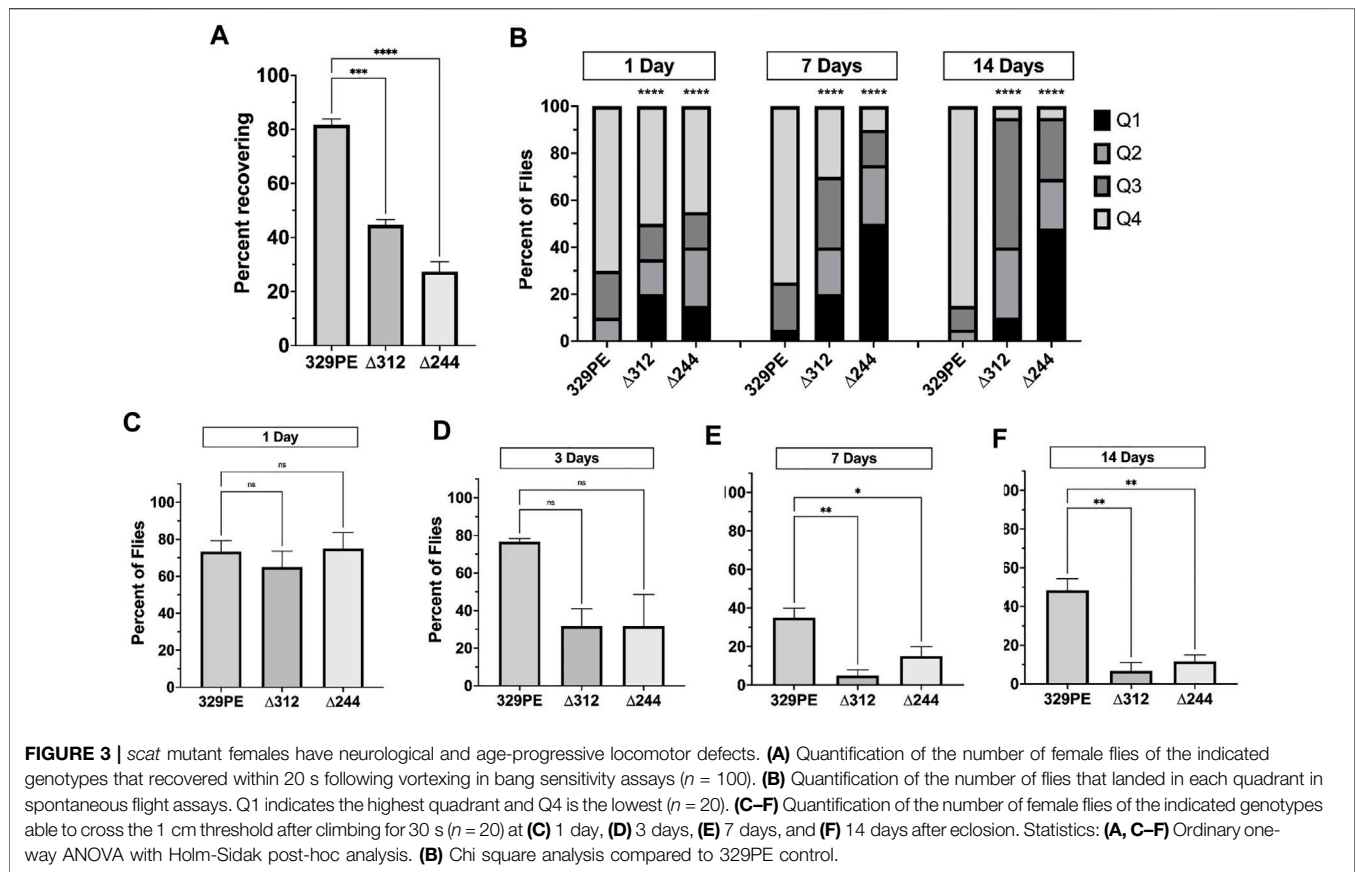 A
Percent recovering
100
80
60
40
20
0
***
****
329PE
Δ312
Δ244
B
Percent of Flies
100
80
60
40
20
0
1 Day
7 Days
14 Days
****
****
****
****
****
****
329PE
Δ312
Δ244
329PE
Δ312
Δ244
329PE
Δ312
Δ244
Q1
Q2
Q3
Q4
C
1 Day
Percent of Flies
180
160
140
120
100
80
60
40
20
0
ns
ns
329PE
Δ312
Δ244
D
3 Days
100
80
60
40
20
0
ns
ns
329PE
Δ312
Δ244
E
7 Days
100
80
60
40
20
0
**
*
329PE
Δ312
Δ244
F
14 Days
80
60
40
20
0
**
**
329PE
Δ312
Δ244
FIGURE 3 | scat mutant females have neurological and age-progressive locomotor defects. (A) Quantification of the number of female flies of the indicated
genotypes that recovered within 20 s following vortexing in bang sensitivity assays (n = 100). (B) Quantification of the number of flies that landed in each quadrant in
spontaneous flight assays. Q1 indicates the highest quadrant and Q4 is the lowest (n = 20). (C–F) Quantification of the number of female flies of the indicated genotypes
able to cross the 1 cm threshold after climbing for 30 s (n = 20) at (C) 1 day, (D) 3 days, (E) 7 days, and (F) 14 days after eclosion. Statistics: (A, C–F) Ordinary one-
way ANOVA with Holm-Sidak post-hoc analysis. (B) Chi square analysis compared to 329PE control.